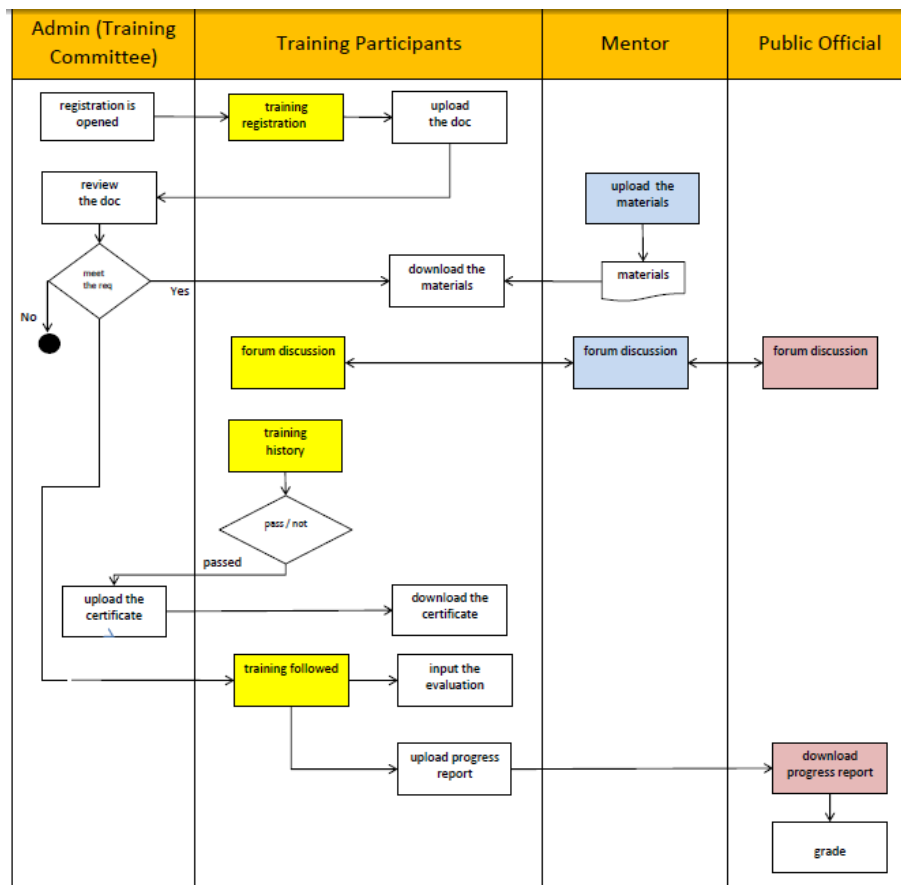 Admin (Training
Committee)
Training Participants
Mentor
Public Official
registration is
opened
training
registration
upload
the doc
review
the doc
upload the
materials
meet
the req
Yes
No
download the
materials
materials
forum discussion
forum discussion
forum discussion
training
history
pass / not
passed
upload the
certificate
download the
certificate
training followed
input the
evaluation
upload progress
report
download
progress report
grade